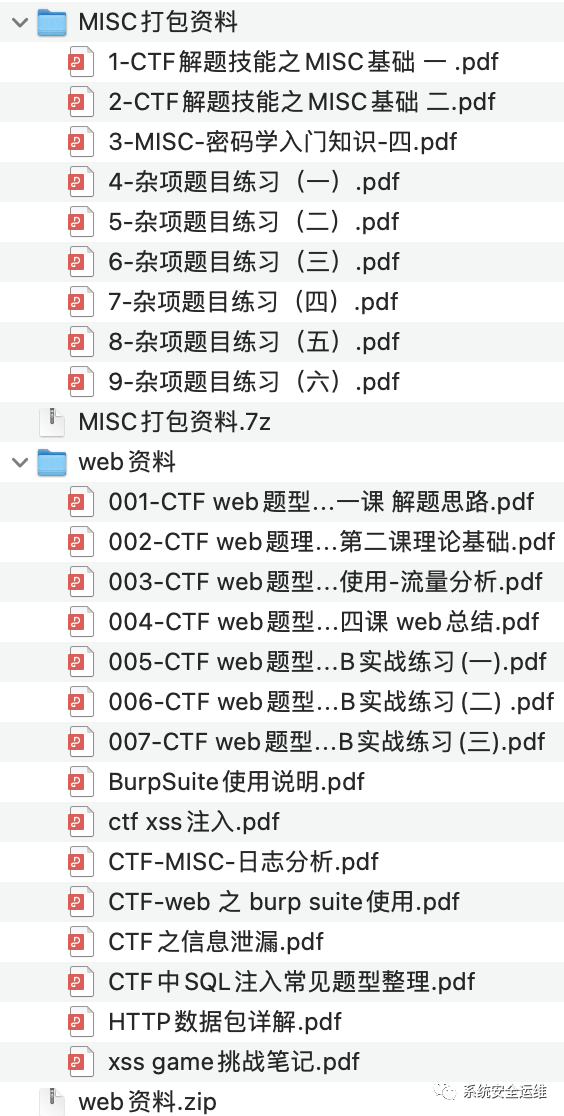 MISC打包资料
1-CTF解题技能之MISC基础 一 .pdf
2-CTF解题技能之MISC基础 二.pdf
3-MISC-密码学入门知识-四.pdf
4-杂项题目练习（一）.pdf
5-杂项题目练习（二）.pdf
6-杂项题目练习（三）.pdf
7-杂项题目练习（四）.pdf
8-杂项题目练习（五）.pdf
9-杂项题目练习（六）.pdf
MISC打包资料.7z
web资料
001-CTF web题型...一课 解题思路.pdf
002-CTF web题理...第二课理论基础.pdf
003-CTF web题型...使用-流量分析.pdf
004-CTF web题型...四课 web总结.pdf
005-CTF web题型...B实战练习(一).pdf
006-CTF web题型...B实战练习(二) .pdf
007-CTF web题型...B实战练习(三).pdf
BurpSuite使用说明.pdf
ctf xss注入.pdf
CTF-MISC-日志分析.pdf
CTF-web 之 burp suite使用.pdf
CTF之信息泄漏.pdf
CTF中SQL注入常见题型整理.pdf
HTTP数据包详解.pdf
xss game挑战笔记.pdf
web资料.zip
系统安全运维